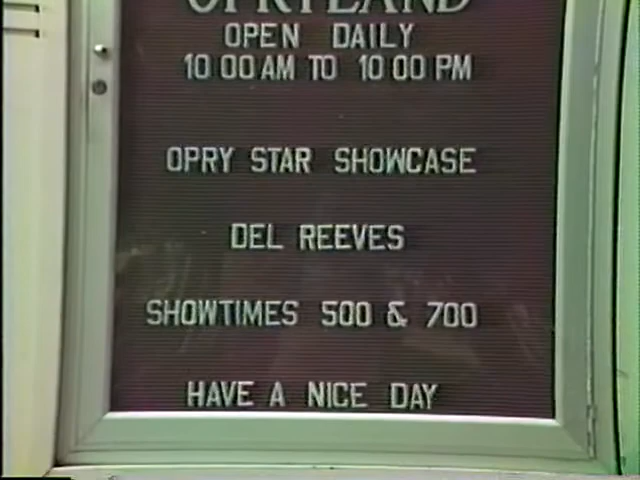 OPRYLAND
OPEN DAILY
10 00 AM TO 10 00 PM
OPRY STAR SHOWCASE
DEL REEVES
SHOWTIMES 500 & 700
HAVE A NICE DAY